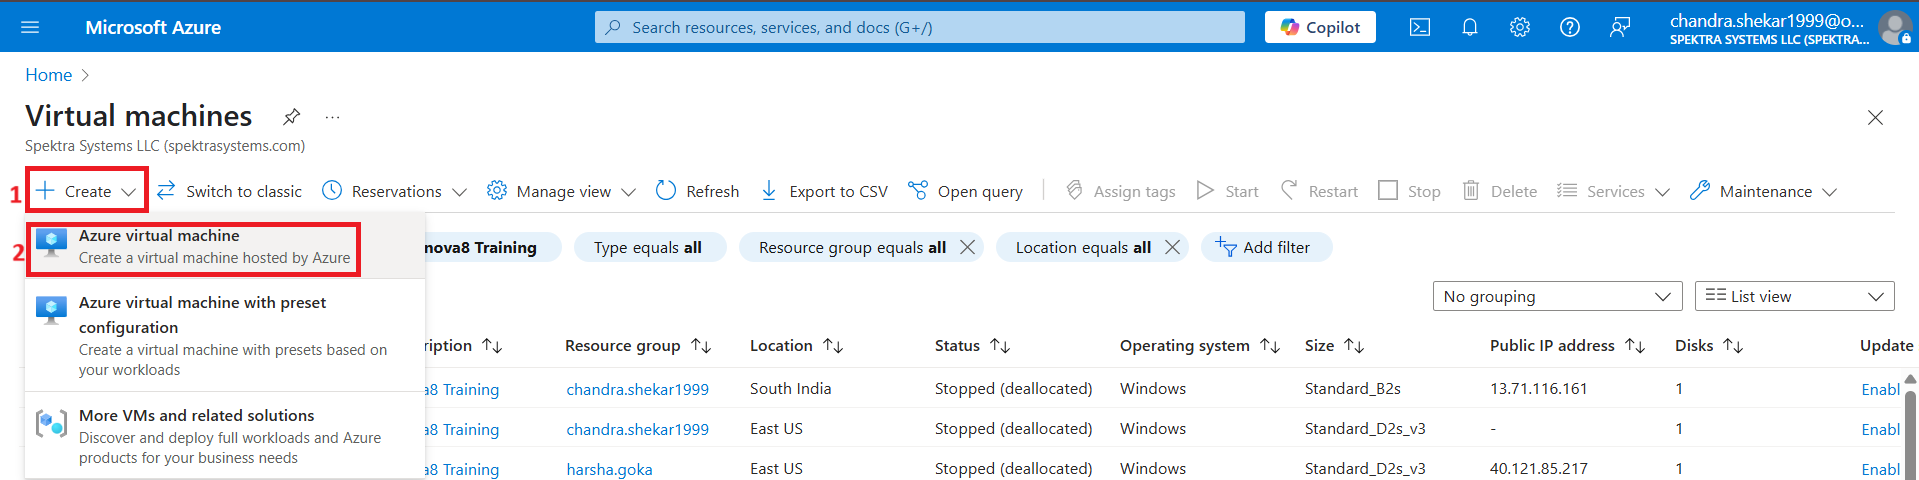 Microsoft Azure
Search resources, services, and docs (G+/)
Copilot
chandra.shekar1999@o...
SPEKTRA SYSTEMS LLC (SPEKTRA...
Home
Virtual machines
...
Spektra Systems LLC (spektrasystems.com)
1 Create Switch to classic Reservations Manage view Refresh Export to CSV Open query Assign tags Start Restart Stop Delete Services Maintenance
2 Azure virtual machine
Create a virtual machine hosted by Azure
nova8 Training Type equals all Resource group equals all Location equals all Add filter
Azure virtual machine with preset
configuration
Create a virtual machine with presets based on
your workloads
More VMs and related solutions
Discover and deploy full workloads and Azure
products for your business needs
No grouping List view
ription Resource group Location Status Operating system Size Public IP address Disks Update
a8 Training chandra.shekar1999 South India Stopped (deallocated) Windows Standard_B2s 13.71.116.161 1 Enabl
a8 Training chandra.shekar1999 East US Stopped (deallocated) Windows Standard_D2s_v3 - 1 Enabl
a8 Training harsha.goka East US Stopped (deallocated) Windows Standard_D2s_v3 40.121.85.217 1 Enabl